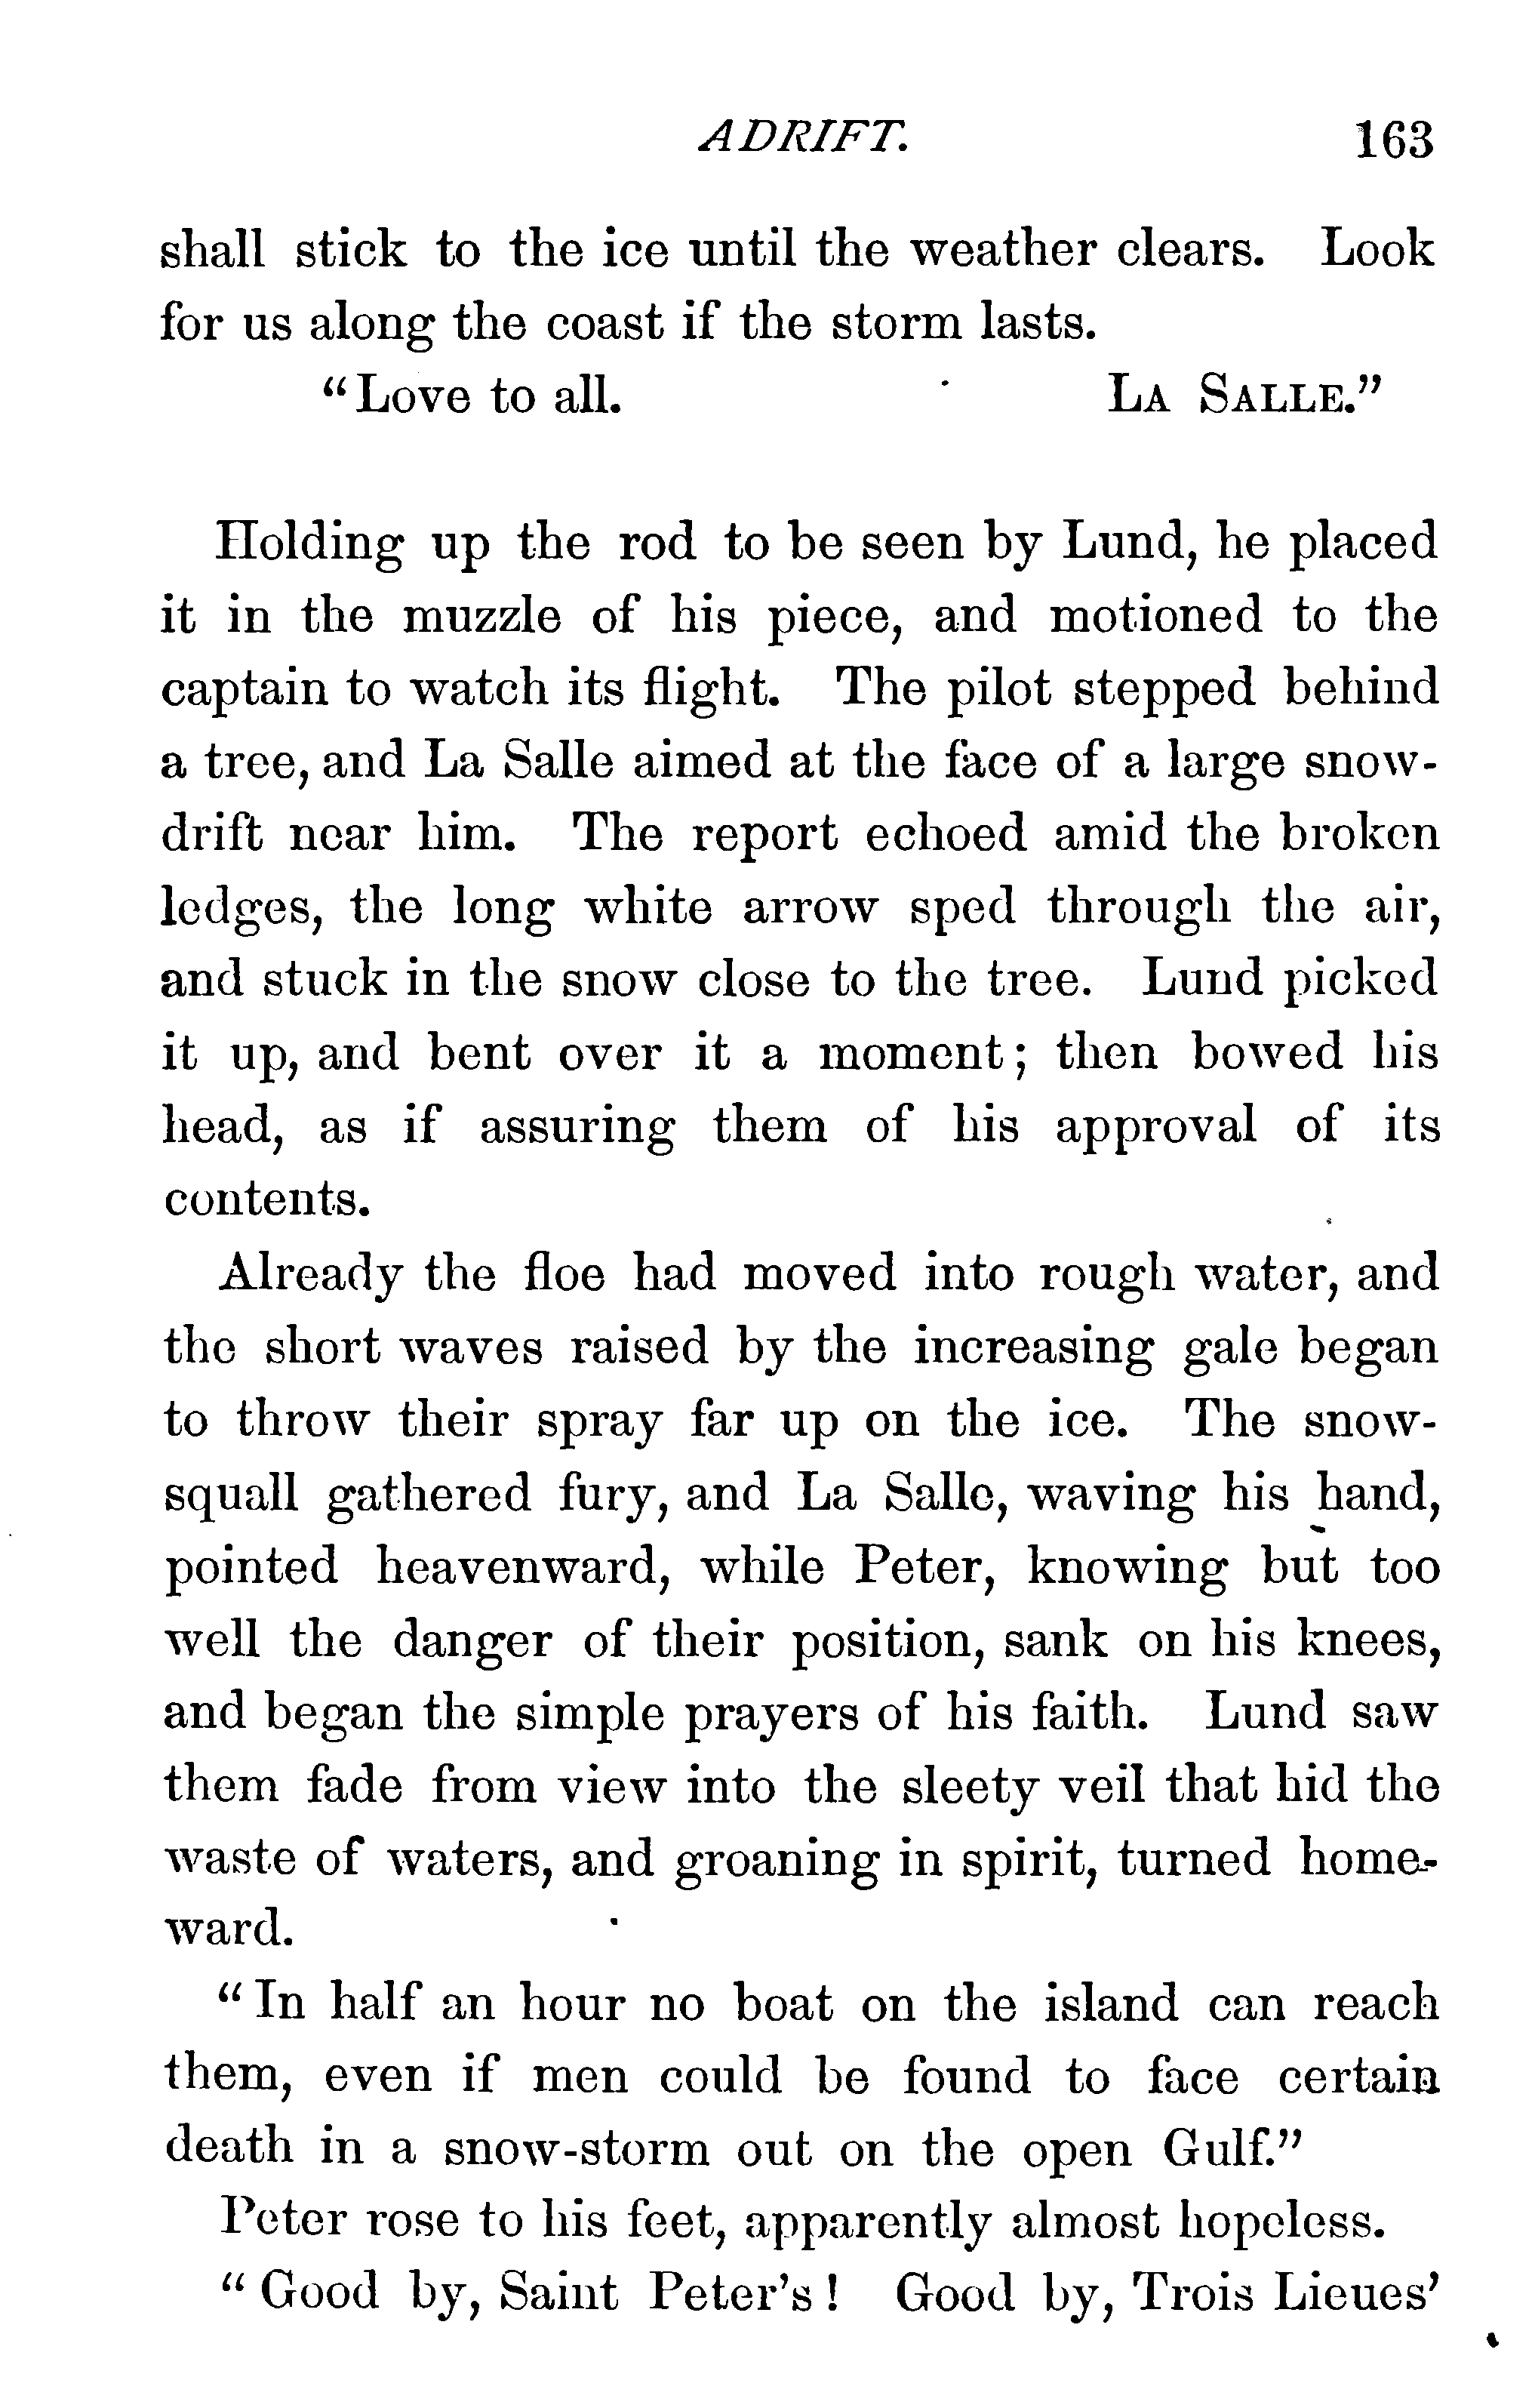 ADRIFT. 163
shall stick to the ice until the weather clears. Look
for us along the coast if the storm lasts.
“Love to all. LA SALLE.”
Holding up the rod to be seen by Lund, he placed
it in the muzzle of his piece, and motioned to the
captain to watch its flight. The pilot stepped behind
a tree, and La Salle aimed at the face of a large snow-
drift near him. The report echoed amid the broken
ledges, the long white arrow sped through the air,
and stuck in the snow close to the tree. Lund picked
it up, and bent over it a moment; then bowed his
head, as if assuring them of his approval of its
contents.
Already the floe had moved into rough water, and
the short waves raised by the increasing gale began
to throw their spray far up on the ice. The snow-
squall gathered fury, and La Salle, waving his hand,
pointed heavenward, while Peter, knowing but too
well the danger of their position, sank on his knees,
and began the simple prayers of his faith. Lund saw
them fade from view into the sleety veil that hid the
waste of waters, and groaning in spirit, turned home-
ward.
“In half an hour no boat on the island can reach
them, even if men could be found to face certain
death in a snow-storm out on the open Gulf.”
Peter rose to his feet, apparently almost hopeless.
“Good by, Saint Peter's! Good by, Trois Lieues'